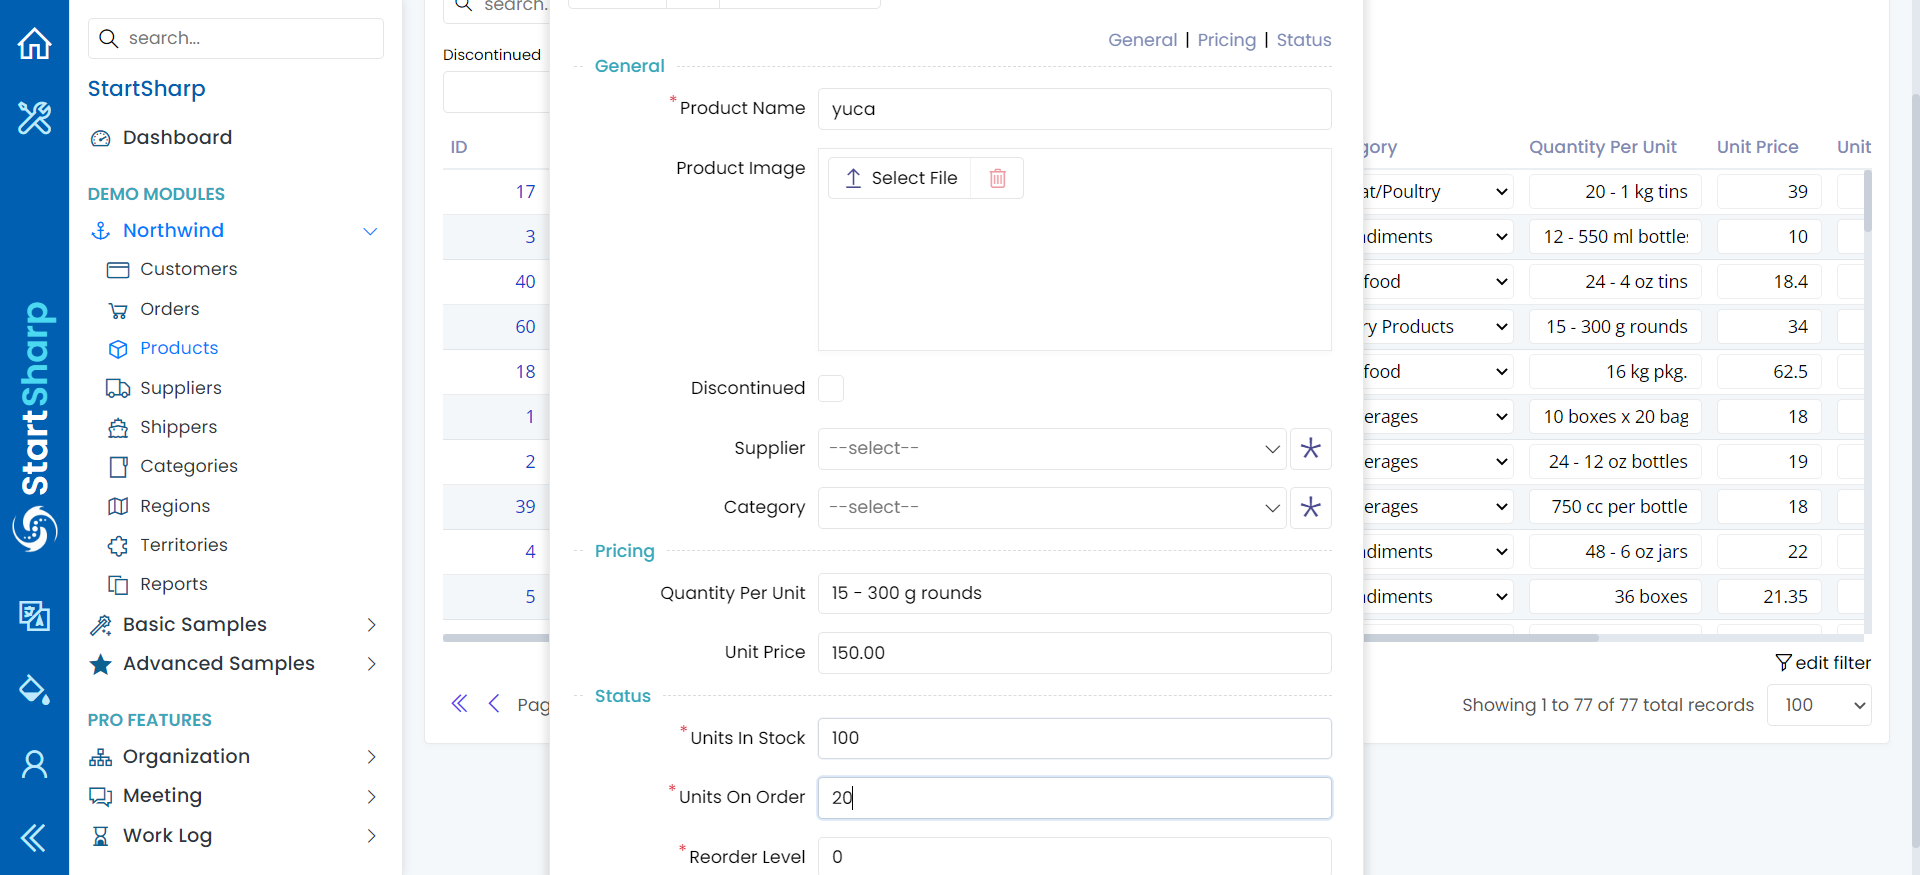 search...
StartSharp
Dashboard
DEMO MODULES
Northwind
Customers
Orders
Products
Suppliers
Shippers
Categories
Regions
Territories
Reports
Basic Samples
Advanced Samples
PRO FEATURES
Organization
Meeting
Work Log
StartSharp
search...
Discontinued
ID
17
3
40
60
18
1
2
39
4
5
Pag
General | Pricing | Status
General
*Product Name yuca
Product Image Select File
Discontinued
Supplier --select--
Category --select--
Pricing
Quantity Per Unit 15 - 300 g rounds
Unit Price 150.00
Status
*Units In Stock 100
*Units On Order 20
*Reorder Level 0
gory Quantity Per Unit Unit Price Unit
at/Poultry 20 - 1 kg tins 39
diments 12 - 550 ml bottles 10
food 24 - 4 oz tins 18.4
ry Products 15 - 300 g rounds 34
food 16 kg pkg. 62.5
erages 10 boxes x 20 bag 18
erages 24 - 12 oz bottles 19
erages 750 cc per bottle 18
diments 48 - 6 oz jars 22
diments 36 boxes 21.35
edit filter
Showing 1 to 77 of 77 total records 100